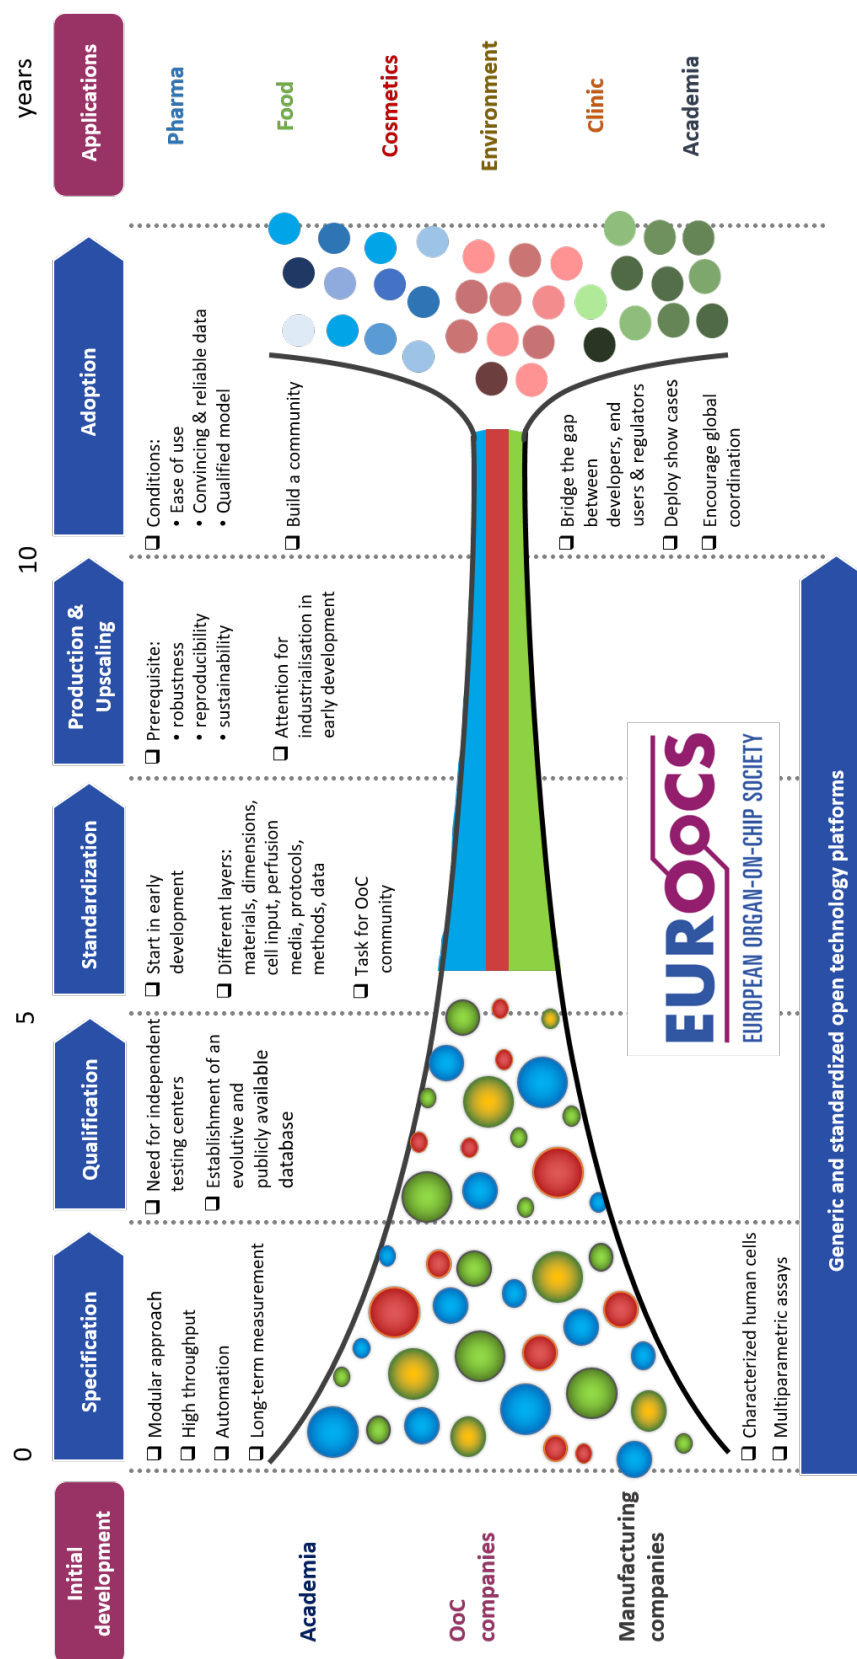 0
5
10
years
Initial
development
Specification
Qualification
Standardization
Production &
Upscaling
Adoption
Applications
Academia
OoC
companies
Manufacturing
companies
❑ Modular approach
❑ High throughput
❑ Automation
❑ Long-term measurement
❑ Characterized human cells
❑ Multiparametric assays
❑ Need for independent
testing centers
❑ Establishment of an
evolutive and
publicly available
database
❑ Start in early
development
❑ Different layers:
materials, dimensions,
cell input, perfusion
media, protocols,
methods, data
❑ Task for OoC
community
❑ Prerequisite:
• robustness
• reproducibility
• sustainability
❑ Attention for
industrialisation in
early development
❑ Conditions:
• Ease of use
• Convincing & reliable data
• Qualified model
❑ Build a community
❑ Bridge the gap
between
developers, end
users & regulators
❑ Deploy show cases
❑ Encourage global
coordination
Pharma
Food
Cosmetics
Environment
Clinic
Academia
EUROoCS
EUROPEAN ORGAN-ON-CHIP SOCIETY
Generic and standardized open technology platforms